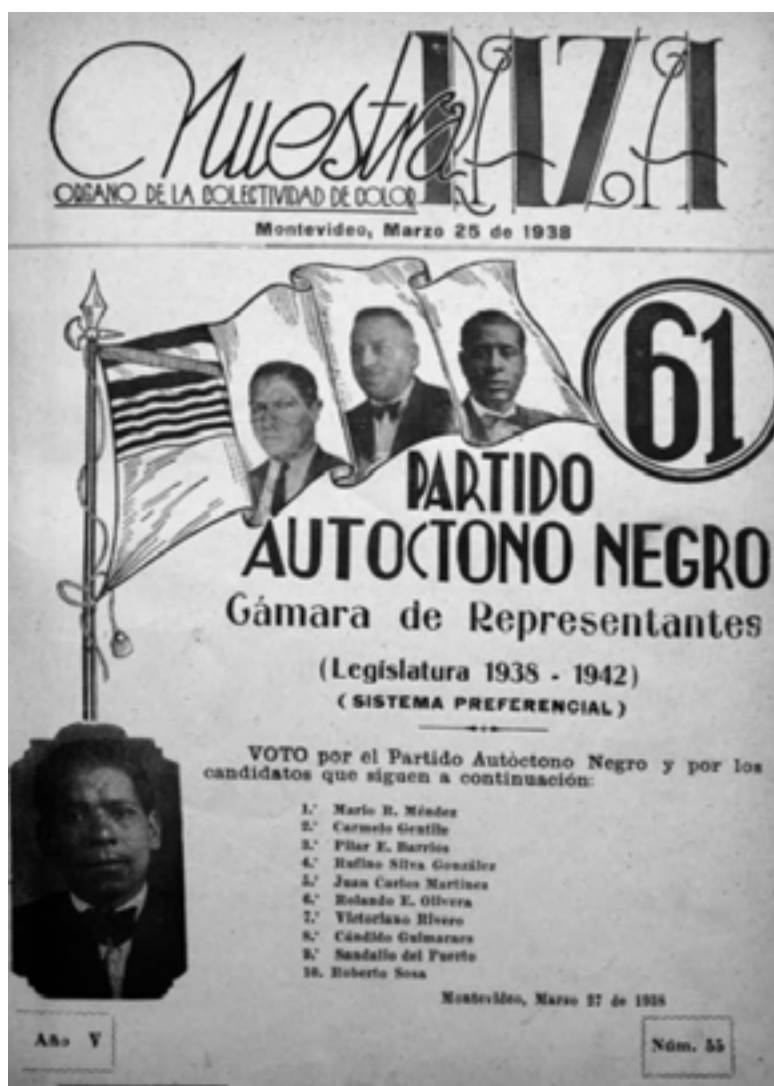 Nuestra RAZA
ORGANO DE LA COLECTIVIDAD DE COLOR
Montevideo, Marzo 25 de 1938
61
PARTIDO
AUTOCTONO NEGRO
Cámara de Representantes
(Legislatura 1938 - 1942)
(SISTEMA PREFERENCIAL)
VOTO por el Partido Autòctono Negro y por los
candidatos que siguen a continuación:
1.º Mario R. Méndez
2.º Carmelo Gentile
3.º Pilar E. Barrios
4.º Rufino Silva González
5.º Juan Carlos Martínez
6.º Rolando E. Olivera
7.º Victoriano Rivero
8.º Cándido Guimaraes
9.º Sandalio del Puerto
10. Roberto Sosa
Montevideo, Marzo 27 de 1938
Año V
Núm. 55